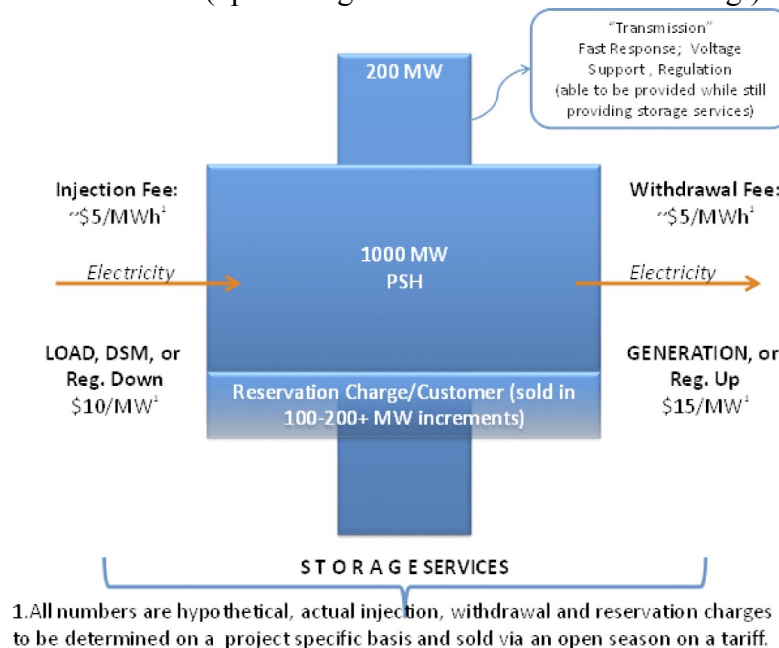 200 MW
“Transmission”
Fast Response; Voltage
Support , Regulation
(able to be provided while still
providing storage services)
Injection Fee:
~$5/MWh¹
Electricity
LOAD, DSM, or
Reg. Down
$10/MW¹
1000 MW
PSH
Reservation Charge/Customer (sold in
100-200+ MW increments)
Withdrawal Fee:
~$5/MWh¹
Electricity
GENERATION, or
Reg. Up
$15/MW¹
S T O R A G E SERVICES
1.All numbers are hypothetical, actual injection, withdrawal and reservation charges
to be determined on a project specific basis and sold via an open season on a tariff.